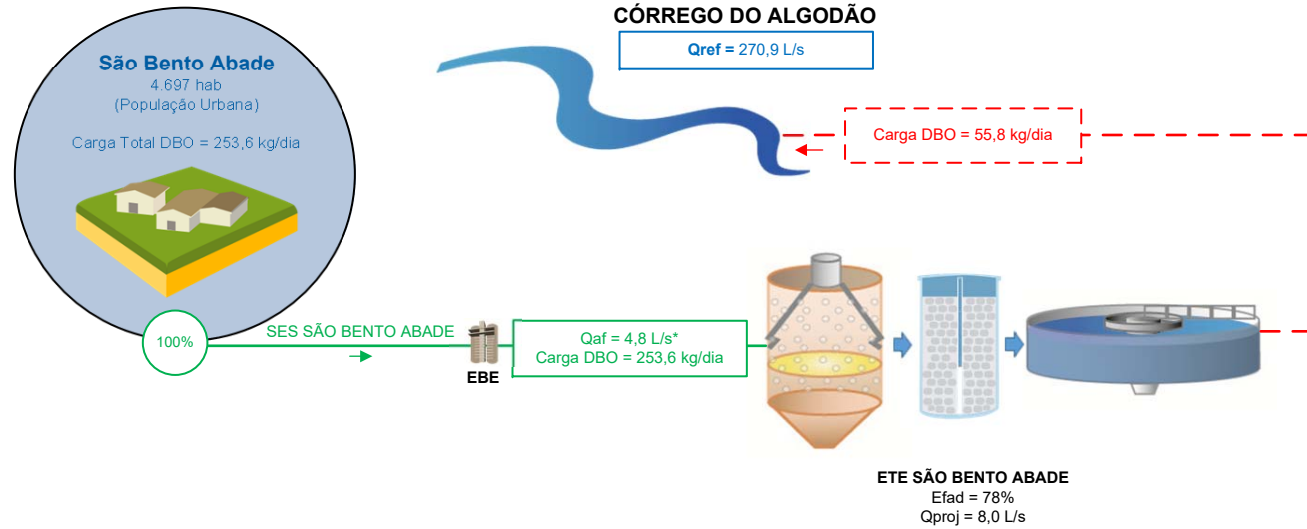 São Bento Abade
4.697 hab
(População Urbana)
Carga Total DBO = 253,6 kg/dia
100%
CÓRREGO DO ALGODÃO
Qref = 270,9 L/s
Carga DBO = 55,8 kg/dia
SES SÃO BENTO ABADE
EBE
Qaf = 4,8 L/s*
Carga DBO = 253,6 kg/dia
ETE SÃO BENTO ABADE
Efad = 78%
Qproj = 8,0 L/s